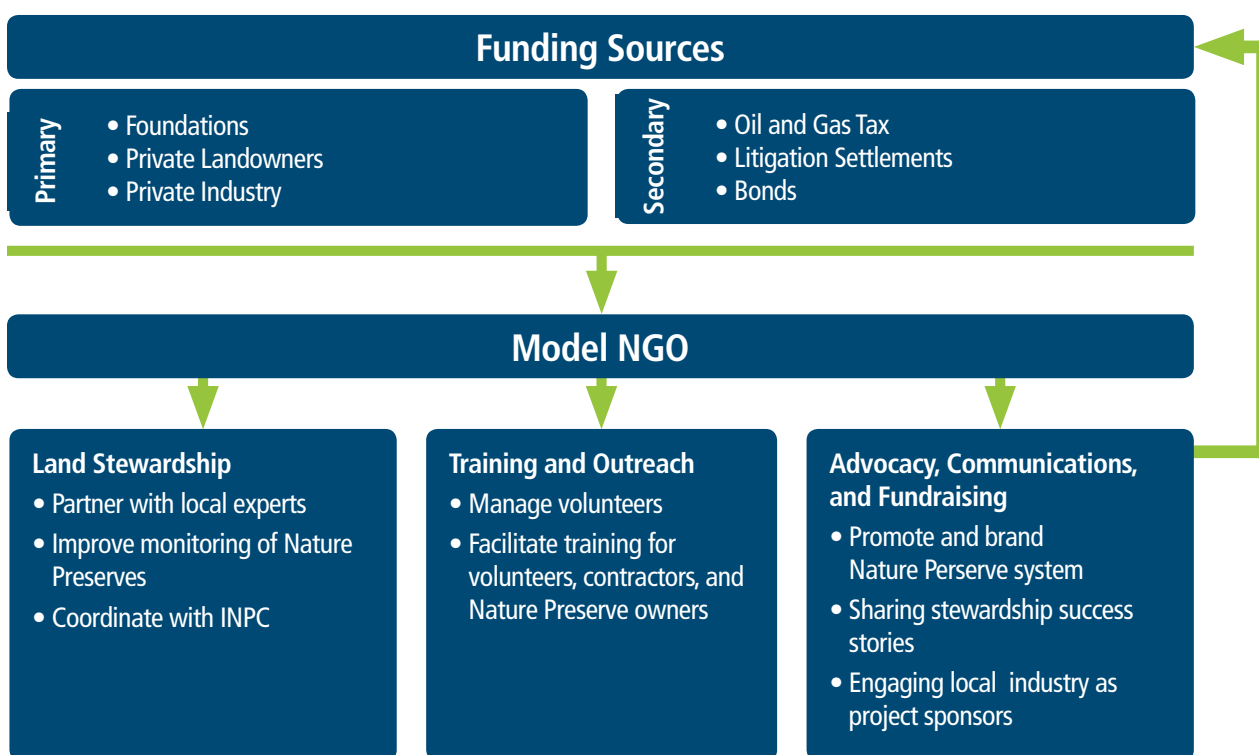 Funding Sources
Primary
• Foundations
• Private Landowners
• Private Industry
Secondary
• Oil and Gas Tax
• Litigation Settlements
• Bonds
Model NGO
Land Stewardship
• Partner with local experts
• Improve monitoring of Nature
Preserves
• Coordinate with INPC
Training and Outreach
• Manage volunteers
• Facilitate training for
volunteers, contractors, and
Nature Preserve owners
Advocacy, Communications,
and Fundraising
• Promote and brand
Nature Perserve system
• Sharing stewardship success
stories
• Engaging local industry as
project sponsors